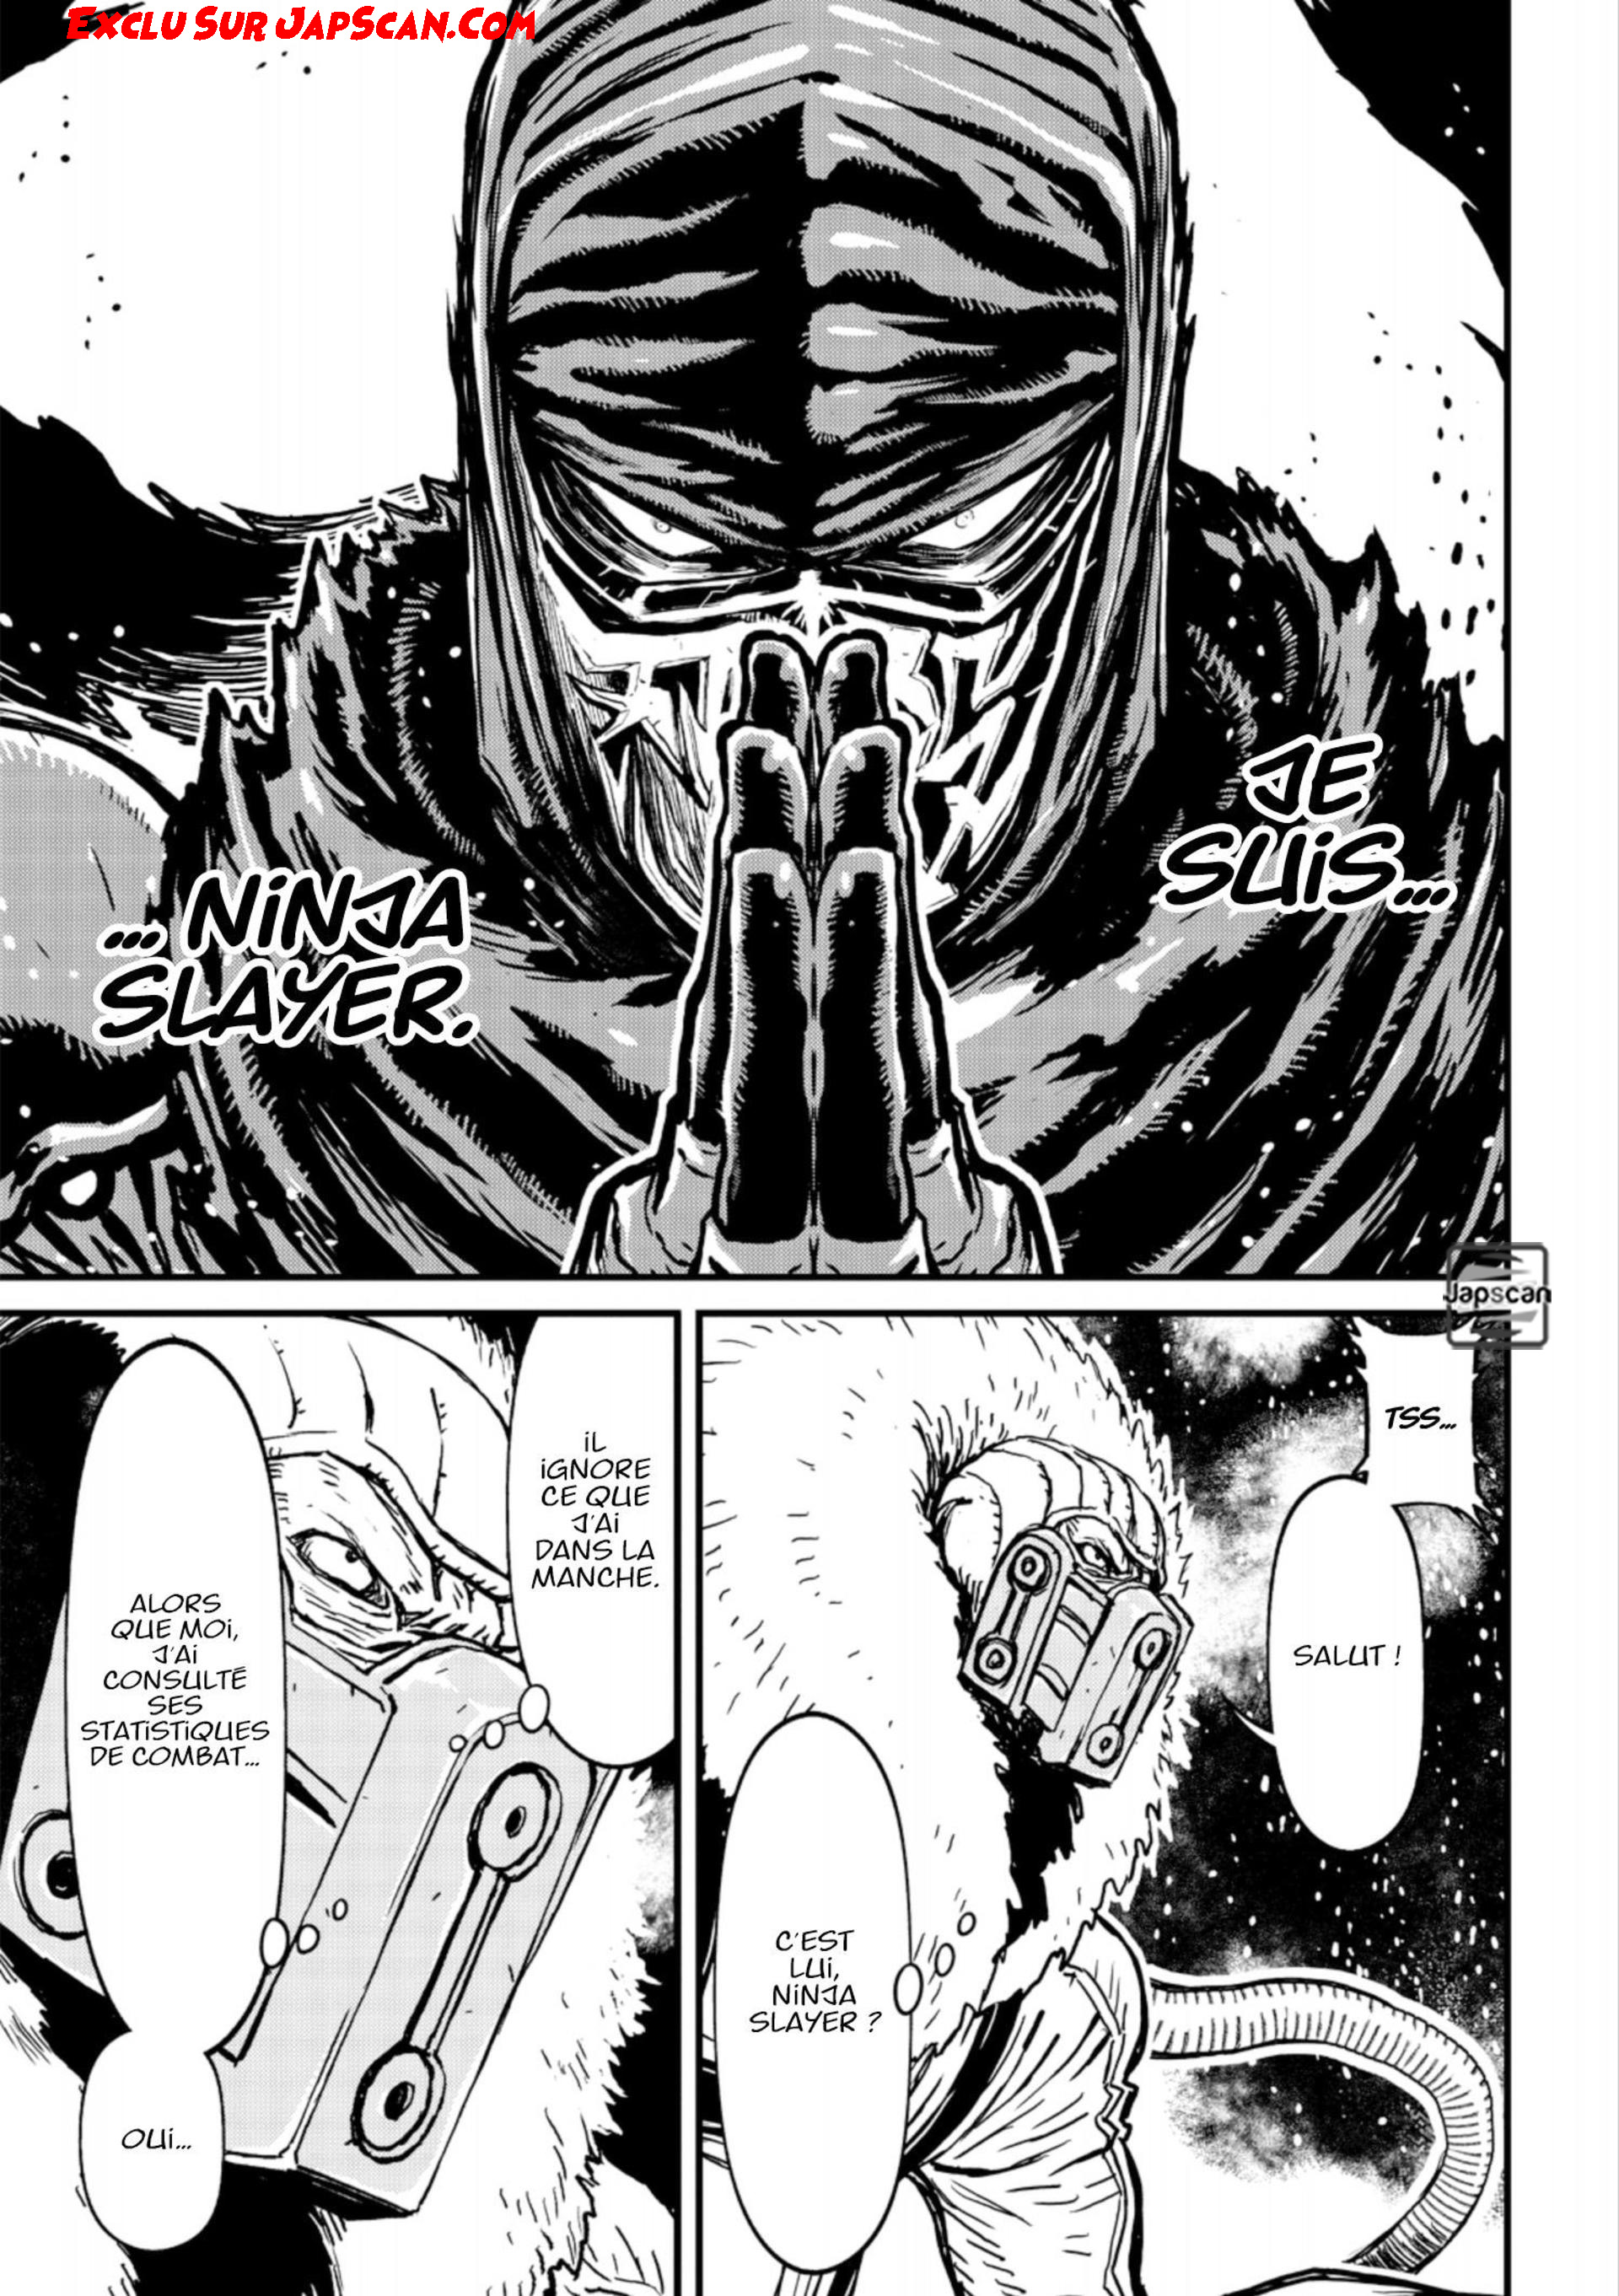 Exclu Sur JapScan.Com
JE
SUiS...
... NiNJA
SLAYER.
Japscan
TSS...
SALUT !
C'EST
LUi,
NiNJA
SLAYER ?
iL
iGNORE
CE QUE
J'Ai
DANS LA
MANCHE.
ALORS
QUE MOi,
J'Ai
CONSULTÉ
SES
STATiSTiQUES
DE COMBAT...
OUi...